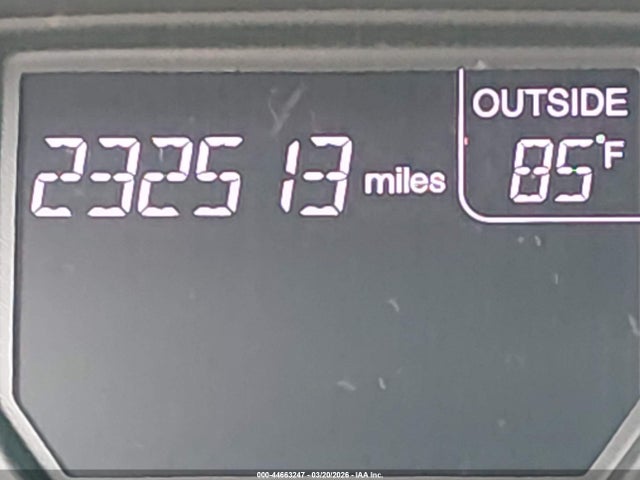 OUTSIDE
232513 miles 85°F
000-44663247 - 03/20/2026 - IAA Inc.